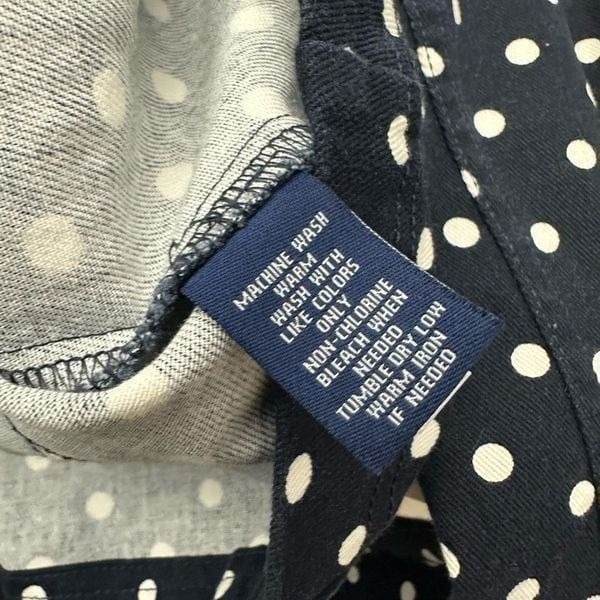 MACHINE WASH
WARM
WASH WITH
LIKE COLORS
ONLY
NON-CHLORINE
BLEACH WHEN
NEEDED
TUMBLE DRY LOW
WARM IRON
IF NEEDED